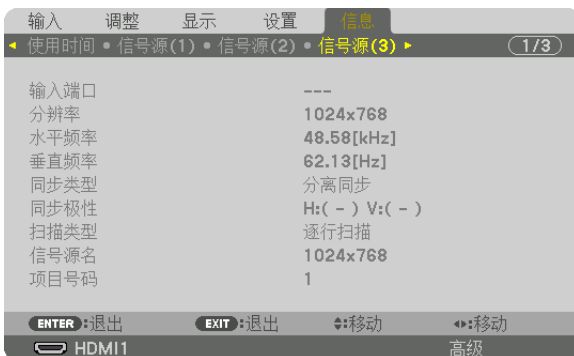 输入 调整 显示 设置 信息
◀ 使用时间 ● 信号源(1) ● 信号源(2) ● 信号源(3) ▶ 1/3
输入端口 ---
分辨率 1024x768
水平频率 48.58[kHz]
垂直频率 62.13[Hz]
同步类型 分离同步
同步极性 H:( - ) V:( - )
扫描类型 逐行扫描
信号源名 1024x768
项目号码 1
ENTER :退出 EXIT :退出 ♦:移动 ◂▸:移动
HDMI1 高级